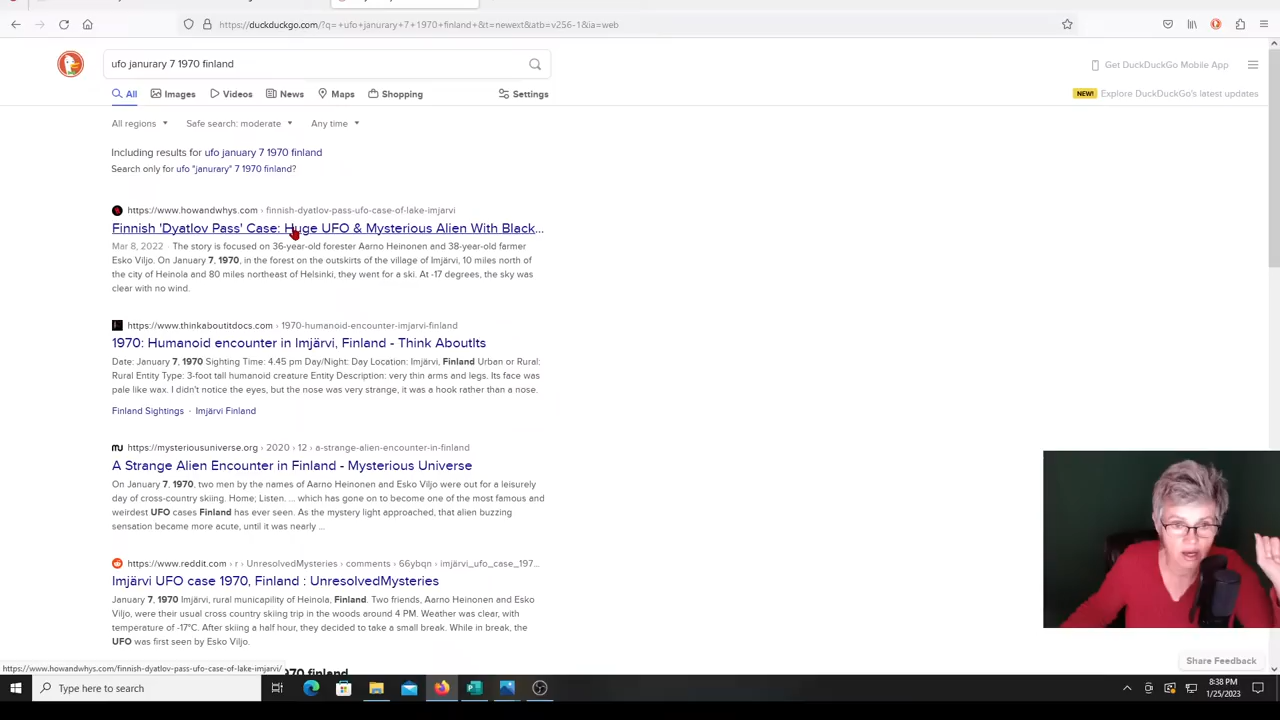 https://duckduckgo.com/?q=+ufo+janurary+7+1970+finland+&t=newext&atb=v256-1&ia=web
ufo janurary 7 1970 finland
Get DuckDuckGo Mobile App
All
Images
Videos
News
Maps
Shopping
Settings
NEW!
Explore DuckDuckGo's latest updates
All regions
Safe search: moderate
Any time
Including results for ufo january 7 1970 finland
Search only for ufo "janurary" 7 1970 finland?
https://www.howandwhys.com › finnish-dyatlov-pass-ufo-case-of-lake-imjarvi
Finnish 'Dyatlov Pass' Case: Huge UFO & Mysterious Alien With Black...
Mar 8, 2022 · The story is focused on 36-year-old forester Aarno Heinonen and 38-year-old farmer
Esko Viljo. On January 7, 1970, in the forest on the outskirts of the village of Imjärvi, 10 miles north of
the city of Heinola and 80 miles northeast of Helsinki, they went for a ski. At -17 degrees, the sky was
clear with no wind.
https://www.thinkaboutitdocs.com › 1970-humanoid-encounter-imjarvi-finland
1970: Humanoid encounter in Imjärvi, Finland - Think AboutIts
Date: January 7, 1970 Sighting Time: 4.45 pm Day/Night: Day Location: Imjärvi, Finland Urban or Rural:
Rural Entity Type: 3-foot tall humanoid creature Entity Description: very thin arms and legs. Its face was
pale like wax. I didn't notice the eyes, but the nose was very strange, it was a hook rather than a nose.
Finland Sightings · Imjärvi Finland
mu https://mysteriousuniverse.org › 2020 › 12 › a-strange-alien-encounter-in-finland
A Strange Alien Encounter in Finland - Mysterious Universe
On January 7, 1970, two men by the names of Aarno Heinonen and Esko Viljo were out for a leisurely
day of cross-country skiing. Home; Listen. ... which has gone on to become one of the most famous and
weirdest UFO cases Finland has ever seen. As the mystery light approached, that alien buzzing
sensation became more acute, until it was nearly ...
https://www.reddit.com › r › UnresolvedMysteries › comments › 66ybqn › imjärvi_ufo_case_197...
Imjärvi UFO case 1970, Finland : UnresolvedMysteries
January 7, 1970 Imjärvi, rural municipality of Heinola, Finland. Two friends, Aarno Heinonen and Esko
Viljo, were their usual cross country skiing trip in the woods around 4 PM. Weather was clear, with
temperature of -17°C. After skiing a half hour, they decided to take a small break. While in break, the
UFO was first seen by Esko Viljo.
Share Feedback
https://www.howandwhys.com/finnish-dyatlov-pass-ufo-case-of-lake-imjarvi/
970 finland
Type here to search
8:38 PM
1/25/2023